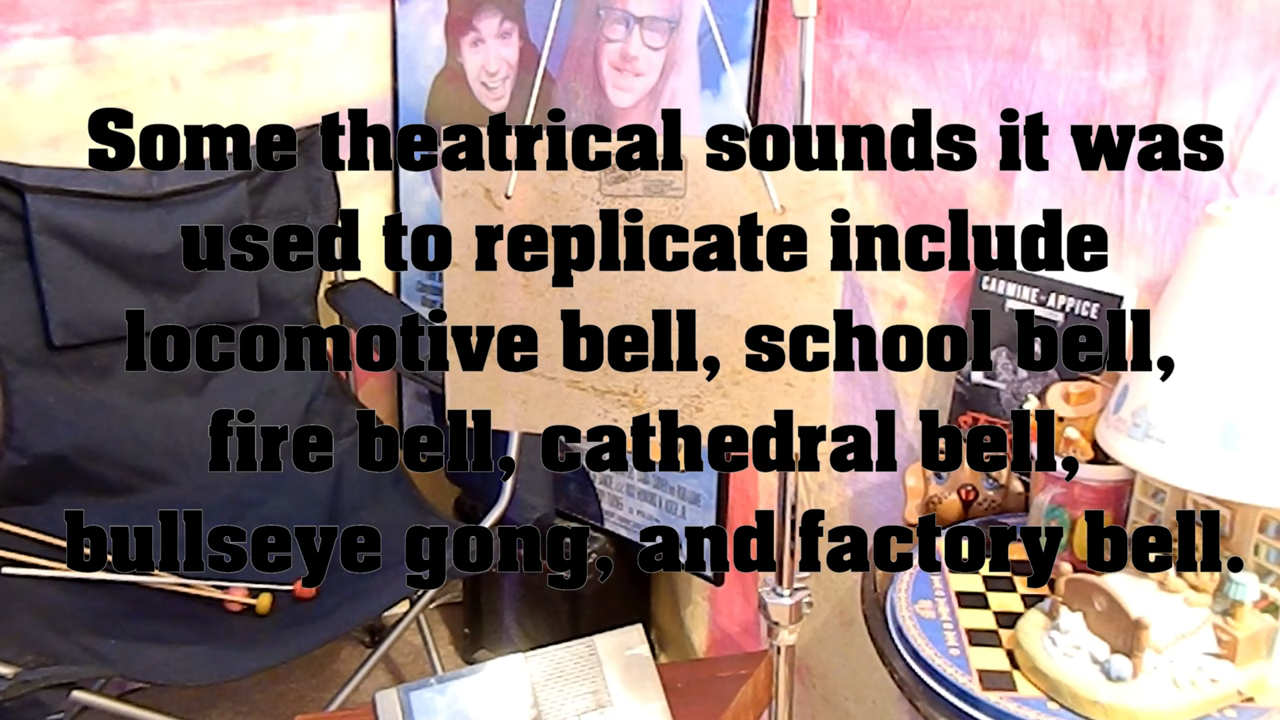 Some theatrical sounds it was
used to replicate include
locomotive bell, school bell,
fire bell, cathedral bell,
bullseye gong, and factory bell.
CARMINE APPICE